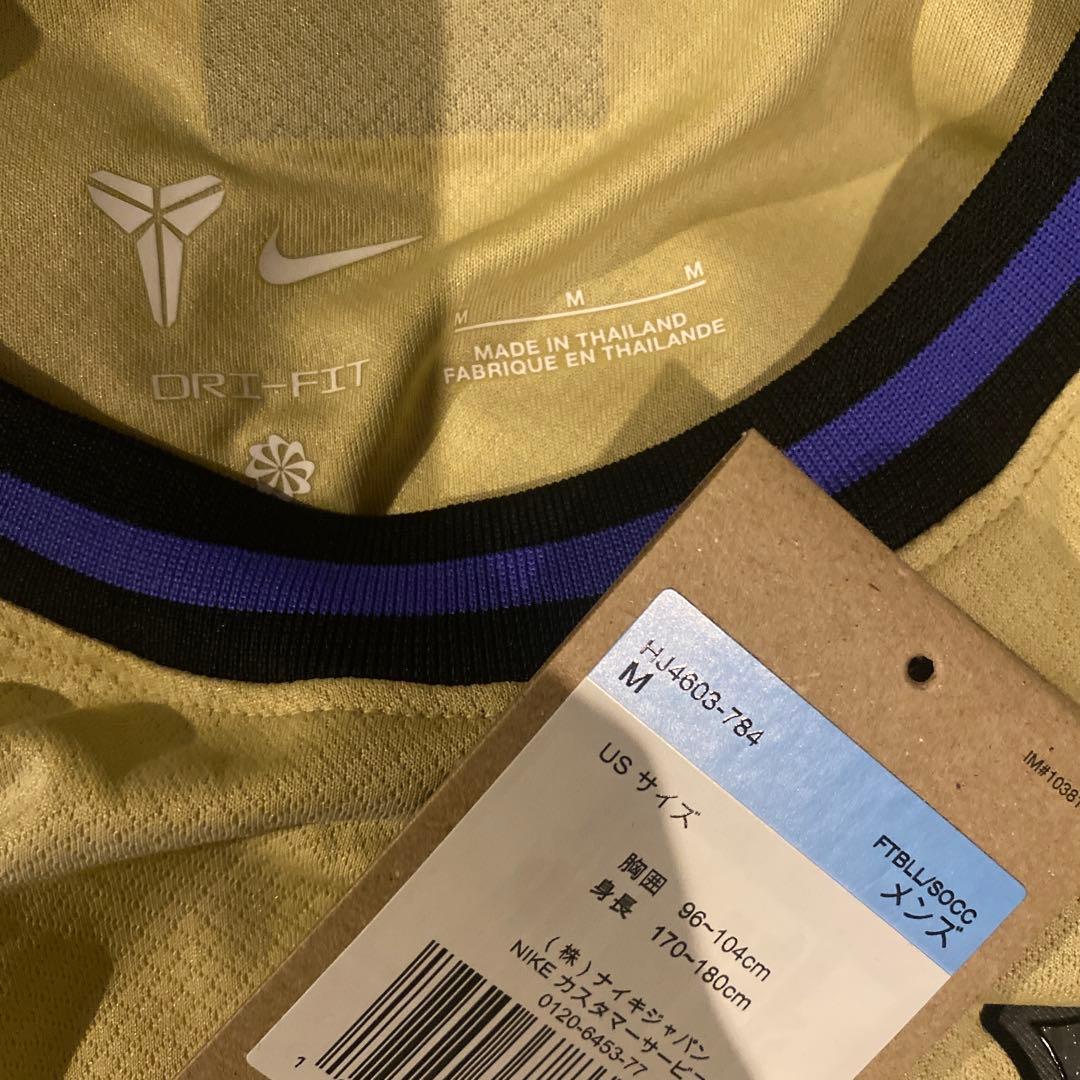 M M M
MADE IN THAILAND
FABRIQUE EN THAILANDE
DRI-FIT
HJ4603-784
M
FTBLL/SOCC
メンズ
US サイズ
胸囲 96~104cm
身長 170~180cm
(株)ナイキジャパン
NIKE カスタマーサービ
0120-6453-77
1